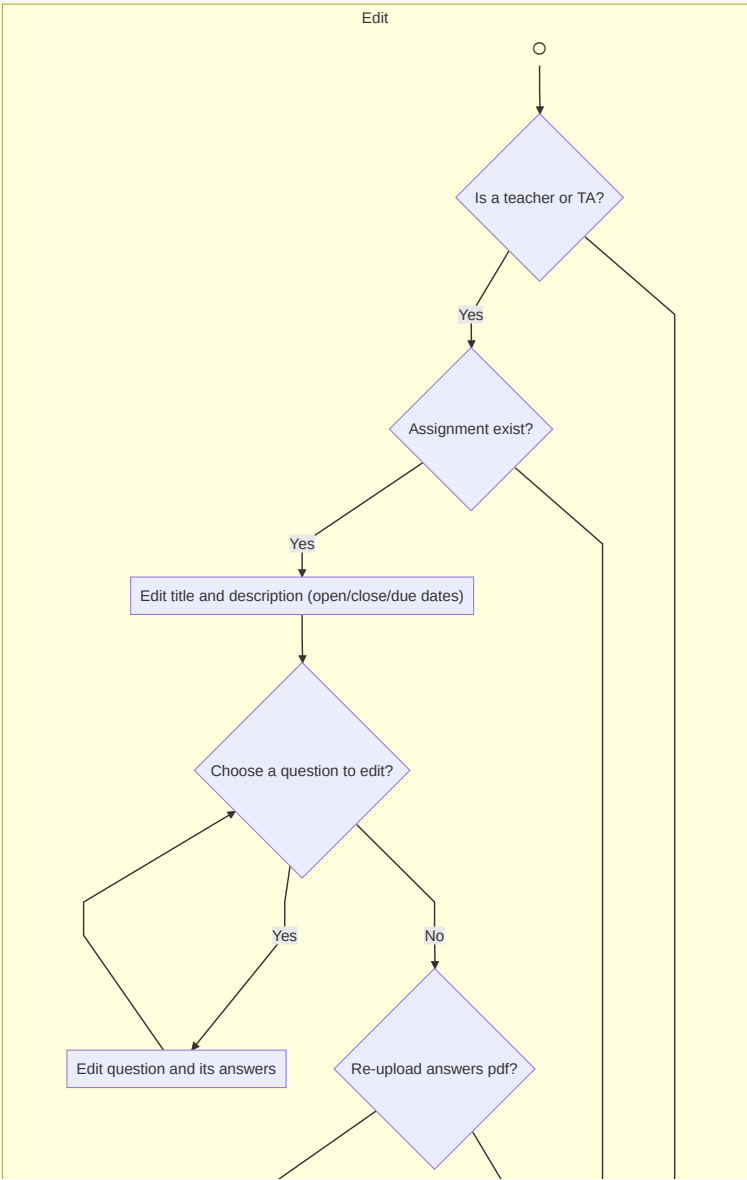 Edit
Is a teacher or TA?
Yes
Assignment exist?
Yes
Edit title and description (open/close/due dates)
Choose a question to edit?
Yes
No
Edit question and its answers
Re-upload answers pdf?